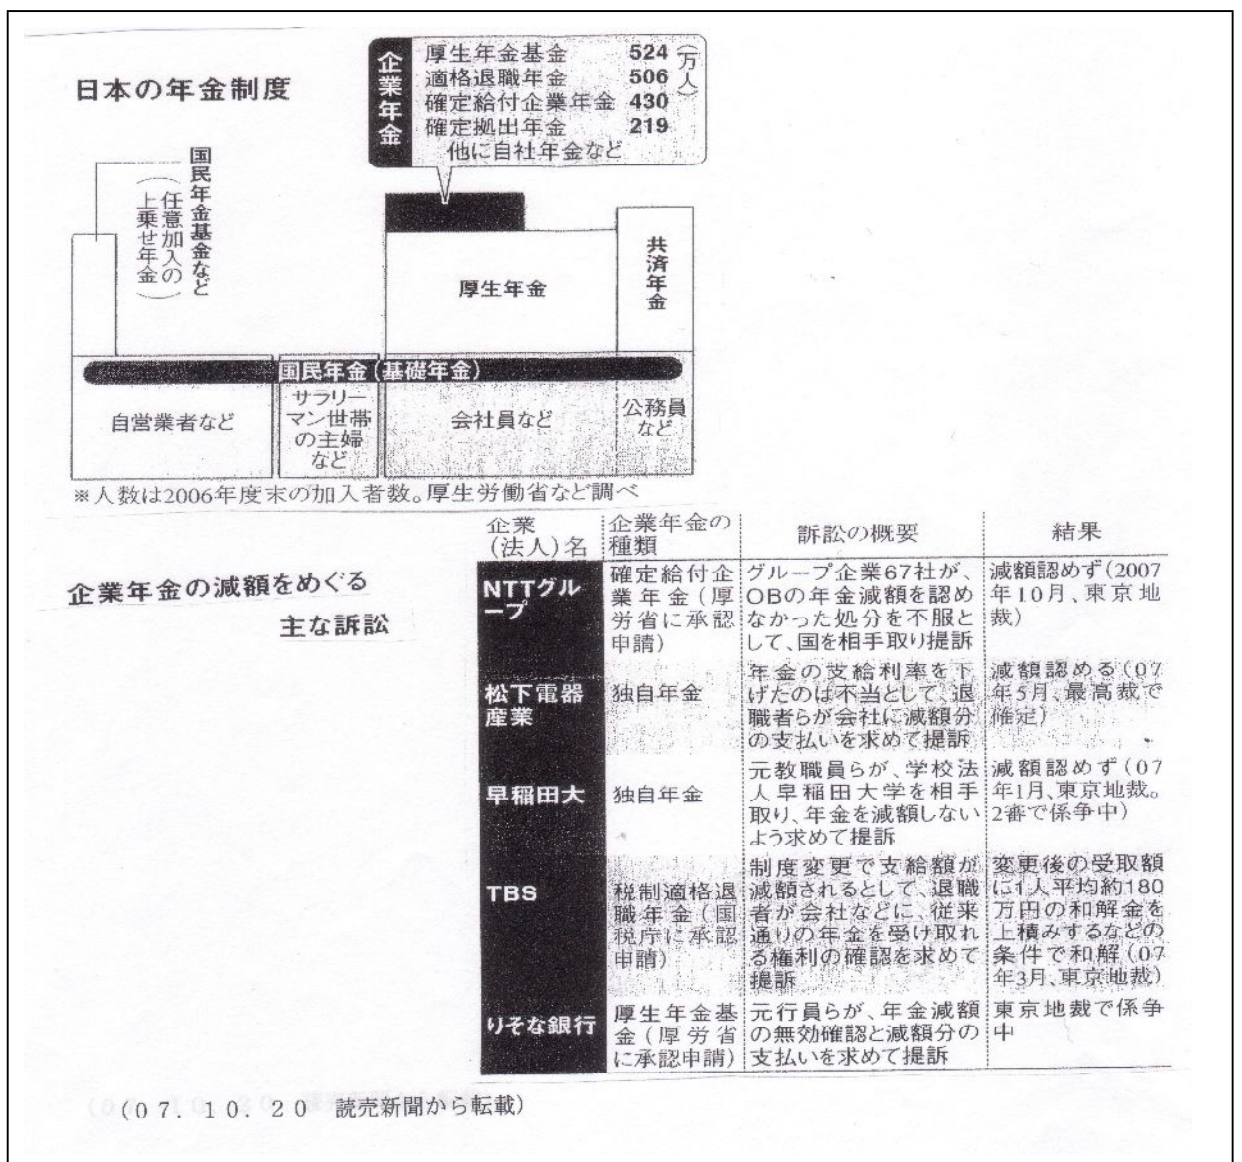 日本の年金制度
企業年金
厚生年金基金 524
適格退職年金 506
確定給付企業年金 430
確定拠出年金 219
(万人)
他に自社年金など
国民年金基金など
(任意加入の
上乗せ年金)
厚生年金
共済年金
国民年金(基礎年金)
自営業者など
サラリー
マン世帯
の主婦
など
会社員など
公務員
など
※人数は2006年度末の加入者数。厚生労働省など調べ
企業年金の減額をめぐる
主な訴訟
企業
(法人)名
企業年金の
種類
訴訟の概要
結果
NTTグル
ープ
確定給付企
業年金(厚
労省に承認
申請)
グループ企業67社が、
OBの年金減額を認め
なかった処分を不服と
して、国を相手取り提訴
減額認めず(2007
年10月、東京地
裁)
松下電器
産業
独自年金
年金の支給利率を下
げたのは不当として、退
職者らが会社に減額分
の支払いを求めて提訴
減額認める(07
年5月、最高裁で
確定)
早稲田大
独自年金
元教職員らが、学校法
人早稲田大学を相手
取り、年金を減額しない
よう求めて提訴
減額認めず(07
年1月、東京地裁。
2審で係争中)
TBS
税制適格退
職年金(国
税庁に承認
申請)
制度変更で支給額が
減額されるとして、退職
者が会社などに、従来
通りの年金を受け取れ
る権利の確認を求めて
提訴
変更後の受取額
に1人平均約180
万円の和解金を
上積みするなどの
条件で和解(07
年3月、東京地裁)
りそな銀行
厚生年金基
金(厚労省
に承認申請)
元行員らが、年金減額
の無効確認と減額分の
支払いを求めて提訴
東京地裁で係争
中
(07.10.20 読売新聞から転載)